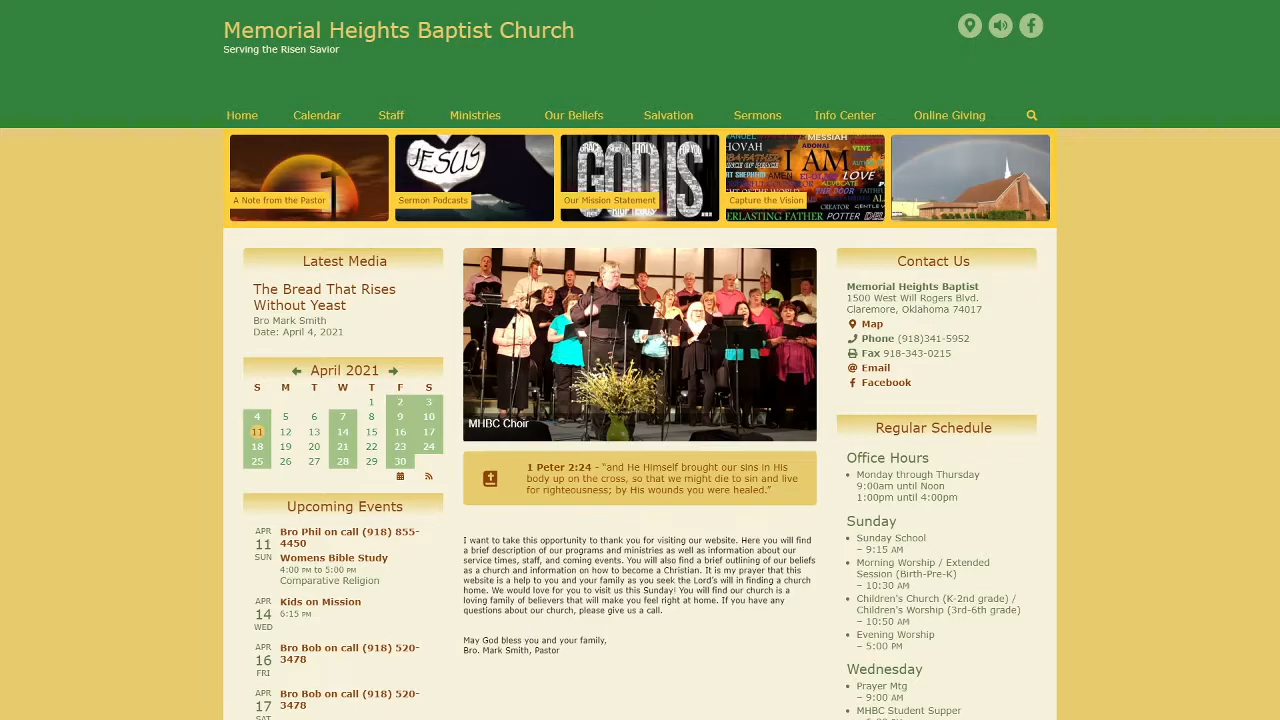 Memorial Heights Baptist Church
Serving the Risen Savior
Home Calendar Staff Ministries Our Beliefs Salvation Sermons Info Center Online Giving
A Note from the Pastor
JESUS
Sermon Podcasts
GOD IS...
Our Mission Statement
MESSIAH
ADONAI
I AM
VINE
LOVE
ADVOCATE
THE DOOR
CREATOR
EVERLASTING FATHER
Capture the Vision
Latest Media
The Bread That Rises
Without Yeast
Bro Mark Smith
Date: April 4, 2021
April 2021
S M T W T F S
1 2 3
4 5 6 7 8 9 10
11 12 13 14 15 16 17
18 19 20 21 22 23 24
25 26 27 28 29 30
Upcoming Events
APR
11
SUN
Bro Phil on call (918) 855-
4450
Womens Bible Study
4:00 PM to 5:00 PM
Comparative Religion
APR
14
WED
Kids on Mission
6:15 PM
APR
16
FRI
Bro Bob on call (918) 520-
3478
APR
17
SAT
Bro Bob on call (918) 520-
3478
MHBC Choir
1 Peter 2:24 - “and He Himself brought our sins in His
body up on the cross, so that we might die to sin and live
for righteousness; by His wounds you were healed.”
I want to take this opportunity to thank you for visiting our website. Here you will find
a brief description of our programs and ministries as well as information about our
service times, staff, and coming events. You will also find a brief outlining of our beliefs
as a church and information on how to become a Christian. It is my prayer that this
website is a help to you and your family as you seek the Lord's will in finding a church
home. We would love for you to visit us this Sunday! You will find our church is a
loving family of believers that will make you feel right at home. If you have any
questions about our church, please give us a call.
May God bless you and your family,
Bro. Mark Smith, Pastor
Contact Us
Memorial Heights Baptist
1500 West Will Rogers Blvd.
Claremore, Oklahoma 74017
Map
Phone (918)341-5952
Fax 918-343-0215
Email
Facebook
Regular Schedule
Office Hours
Monday through Thursday
9:00am until Noon
1:00pm until 4:00pm
Sunday
Sunday School
– 9:15 AM
Morning Worship / Extended
Session (Birth-Pre-K)
– 10:30 AM
Children's Church (K-2nd grade) /
Children's Worship (3rd-6th grade)
– 10:50 AM
Evening Worship
– 5:00 PM
Wednesday
Prayer Mtg
– 9:00 AM
MHBC Student Supper